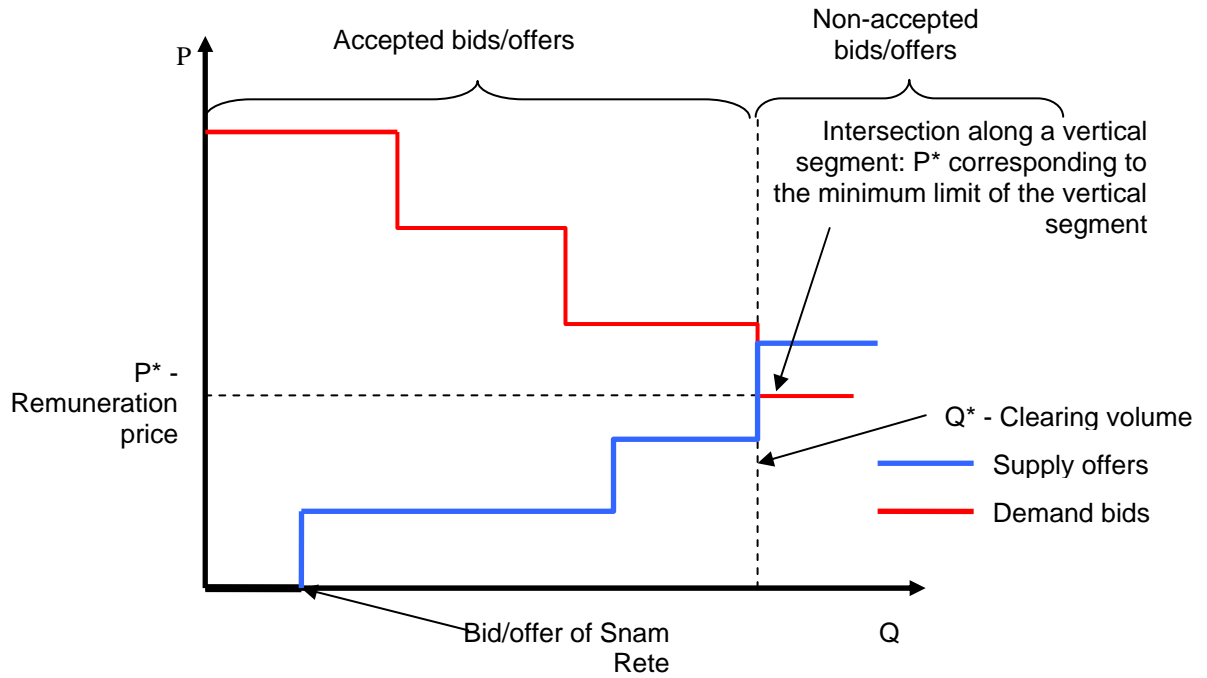 Accepted bids/offers
Non-accepted
bids/offers
P
Intersection along a vertical
segment: P* corresponding to
the minimum limit of the vertical
segment
P* -
Remuneration
price
Q* - Clearing volume
Supply offers
Demand bids
Bid/offer of Snam
Rete
Q